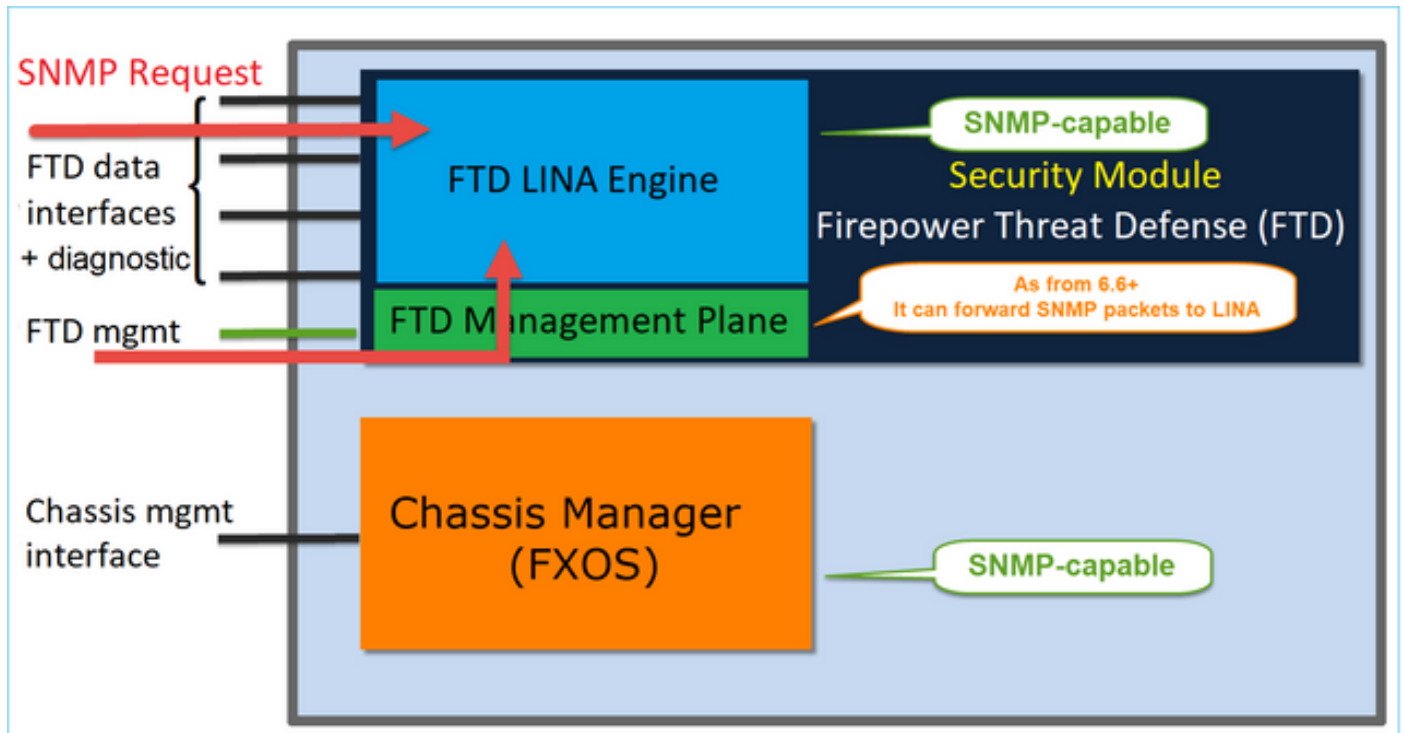 SNMP Request
FTD data
interfaces
+ diagnostic
FTD mgmt
Chassis mgmt
interface
FTD LINA Engine
FTD Management Plane
SNMP-capable
Security Module
Firepower Threat Defense (FTD)
As from 6.6+
It can forward SNMP packets to LINA
Chassis Manager
(FXOS)
SNMP-capable